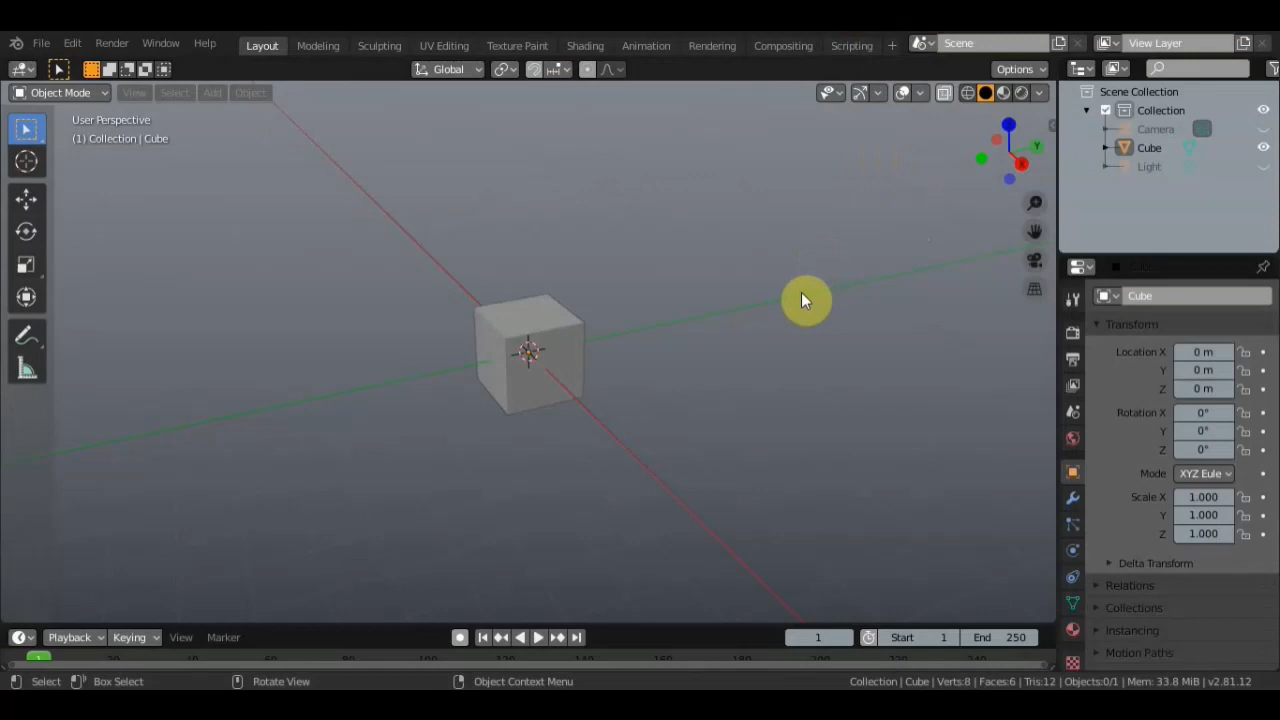 File Edit Render Window Help Layout Modeling Sculpting UV Editing Texture Paint Shading Animation Rendering Compositing Scripting + Scene View Layer
Global Options
Object Mode View Select Add Object
User Perspective
(1) Collection | Cube
Z
Y
X
Scene Collection
Collection
Camera
Cube
Light
Cube
Transform
Location X 0 m
Y 0 m
Z 0 m
Rotation X 0°
Y 0°
Z 0°
Mode XYZ Eule
Scale X 1.000
Y 1.000
Z 1.000
Delta Transform
Relations
Collections
Instancing
Motion Paths
Playback Keying View Marker 1 Start 1 End 250
1
Select Box Select Rotate View Object Context Menu Collection | Cube | Verts:8 | Faces:6 | Tris:12 | Objects:0/1 | Mem: 33.8 MiB | v2.81.12